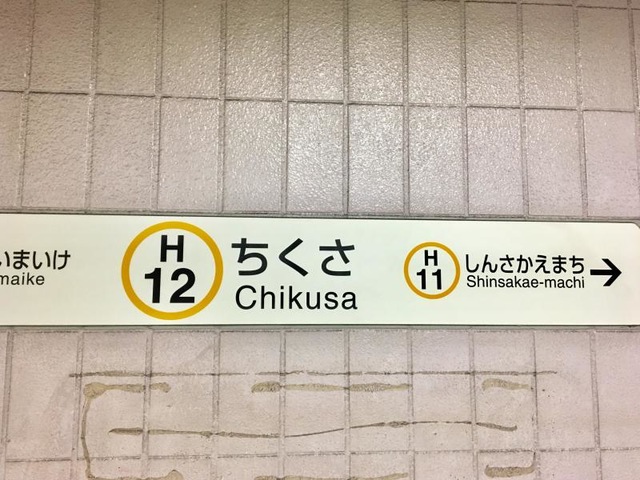 いまいけ
maike
H
12
ちくさ
Chikusa
H
11
しんさかえまち
Shinsakae-machi
→